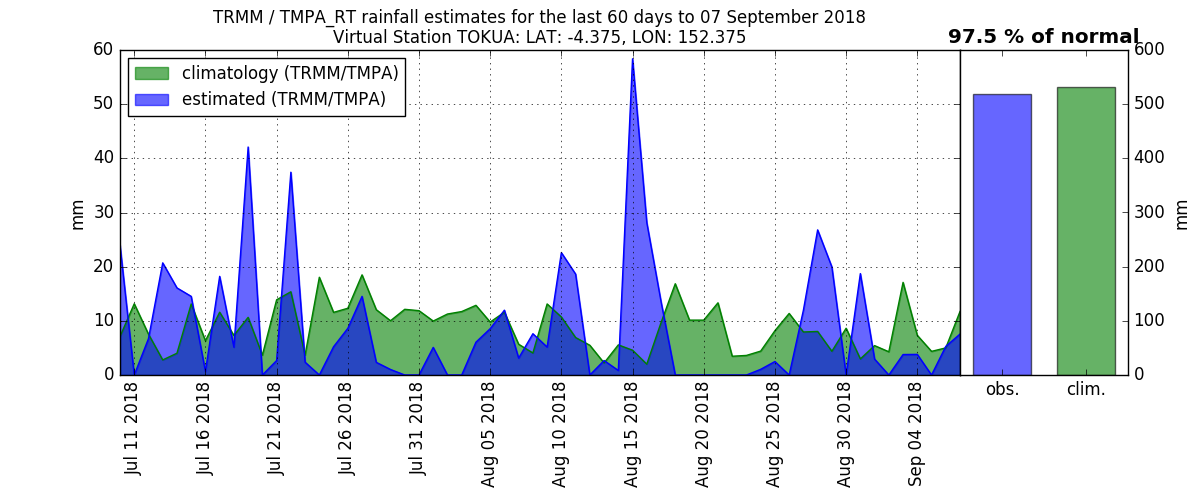 TRMM / TMPA_RT rainfall estimates for the last 60 days to 07 September 2018
Virtual Station TOKUA: LAT: -4.375, LON: 152.375
97.5 % of normal
climatology (TRMM/TMPA)
estimated (TRMM/TMPA)
60
50
40
30
20
10
0
mm
Jul 11 2018
Jul 16 2018
Jul 21 2018
Jul 26 2018
Jul 31 2018
Aug 05 2018
Aug 10 2018
Aug 15 2018
Aug 20 2018
Aug 25 2018
Aug 30 2018
Sep 04 2018
obs.
clim.
600
500
400
300
200
100
0
mm